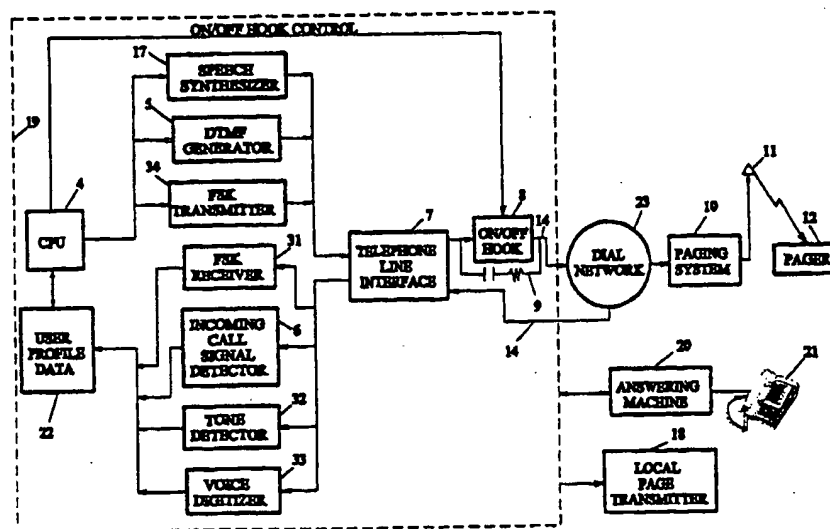 ON/OFF HOOK CONTROL
17
SPEECH
SYNTHESIZER
5
DTMF
GENERATOR
34
FSK
TRANSMITTER
19
4
CPU
31
FSK
RECEIVER
7
TELEPHONE
LINE
INTERFACE
8
ON/OFF
HOOK
14
9
14
23
DIAL
NETWORK
10
PAGING
SYSTEM
11
12
PAGER
USER
PROFILE
DATA
22
INCOMING
CALL
SIGNAL
DETECTOR
6
32
TONE
DETECTOR
33
VOICE
DIGITIZER
20
ANSWERING
MACHINE
21
18
LOCAL
PAGE
TRANSMITTER